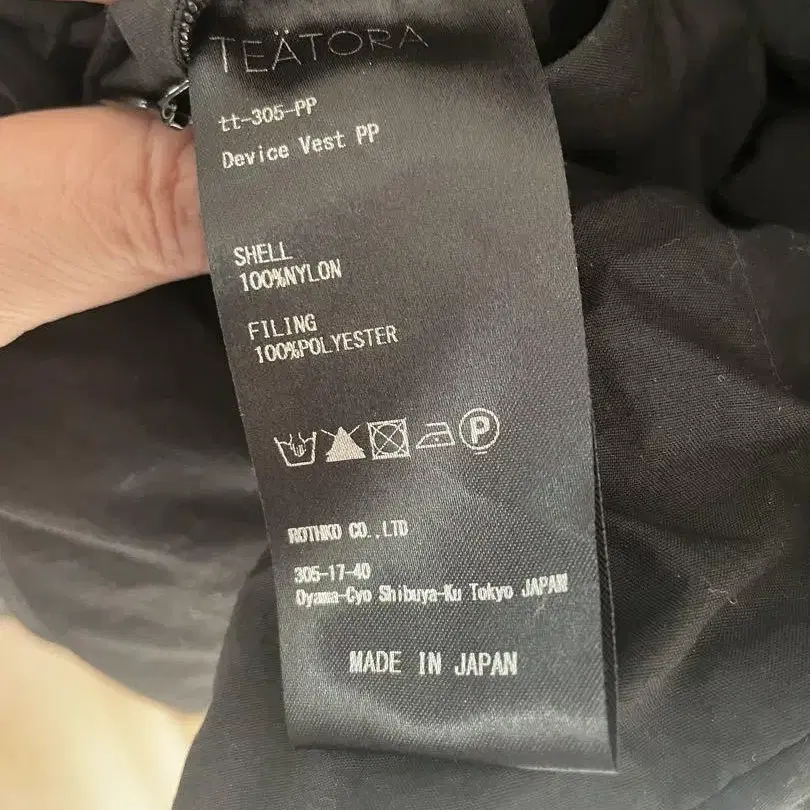 TEÄTORA
tt-305-PP
Device Vest PP
SHELL
100%NYLON
FILING
100%POLYESTER
P
ROTHKO CO.,LTD
305-17-40
Oyama-Cyo Shibuya-Ku Tokyo JAPAN
MADE IN JAPAN